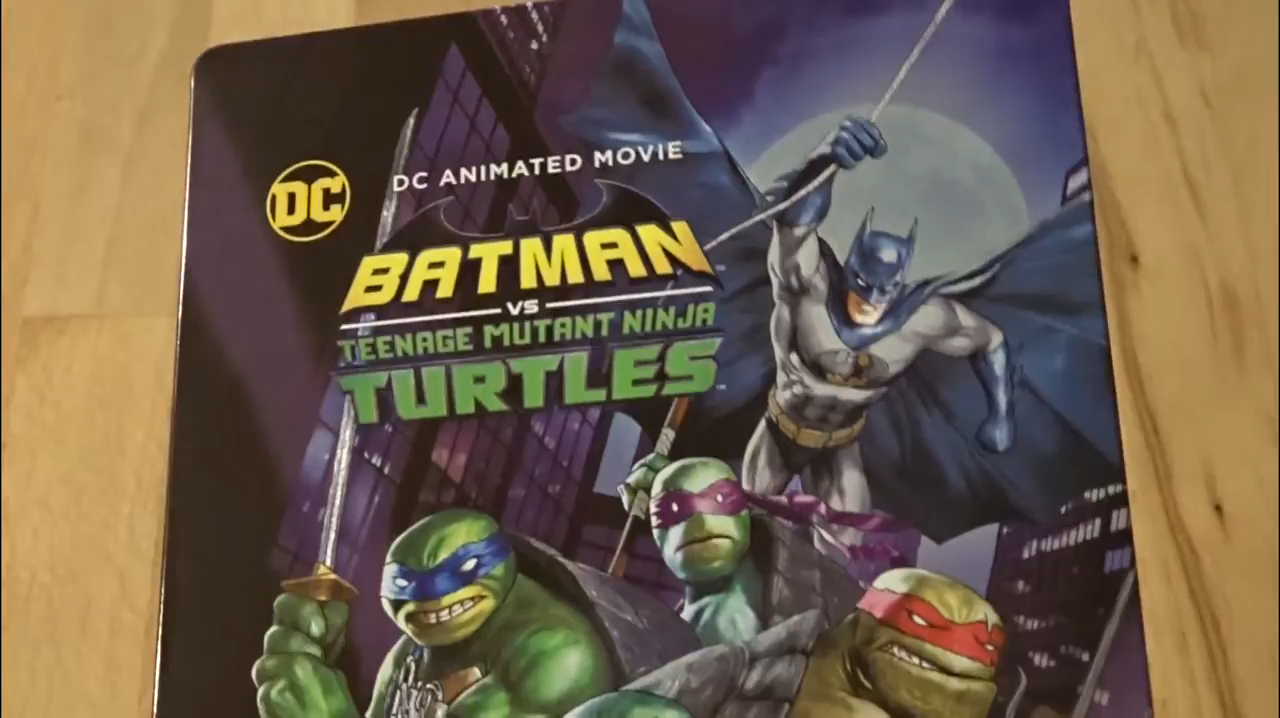 DC
DC ANIMATED MOVIE
BATMAN
VS
TEENAGE MUTANT NINJA
TURTLES